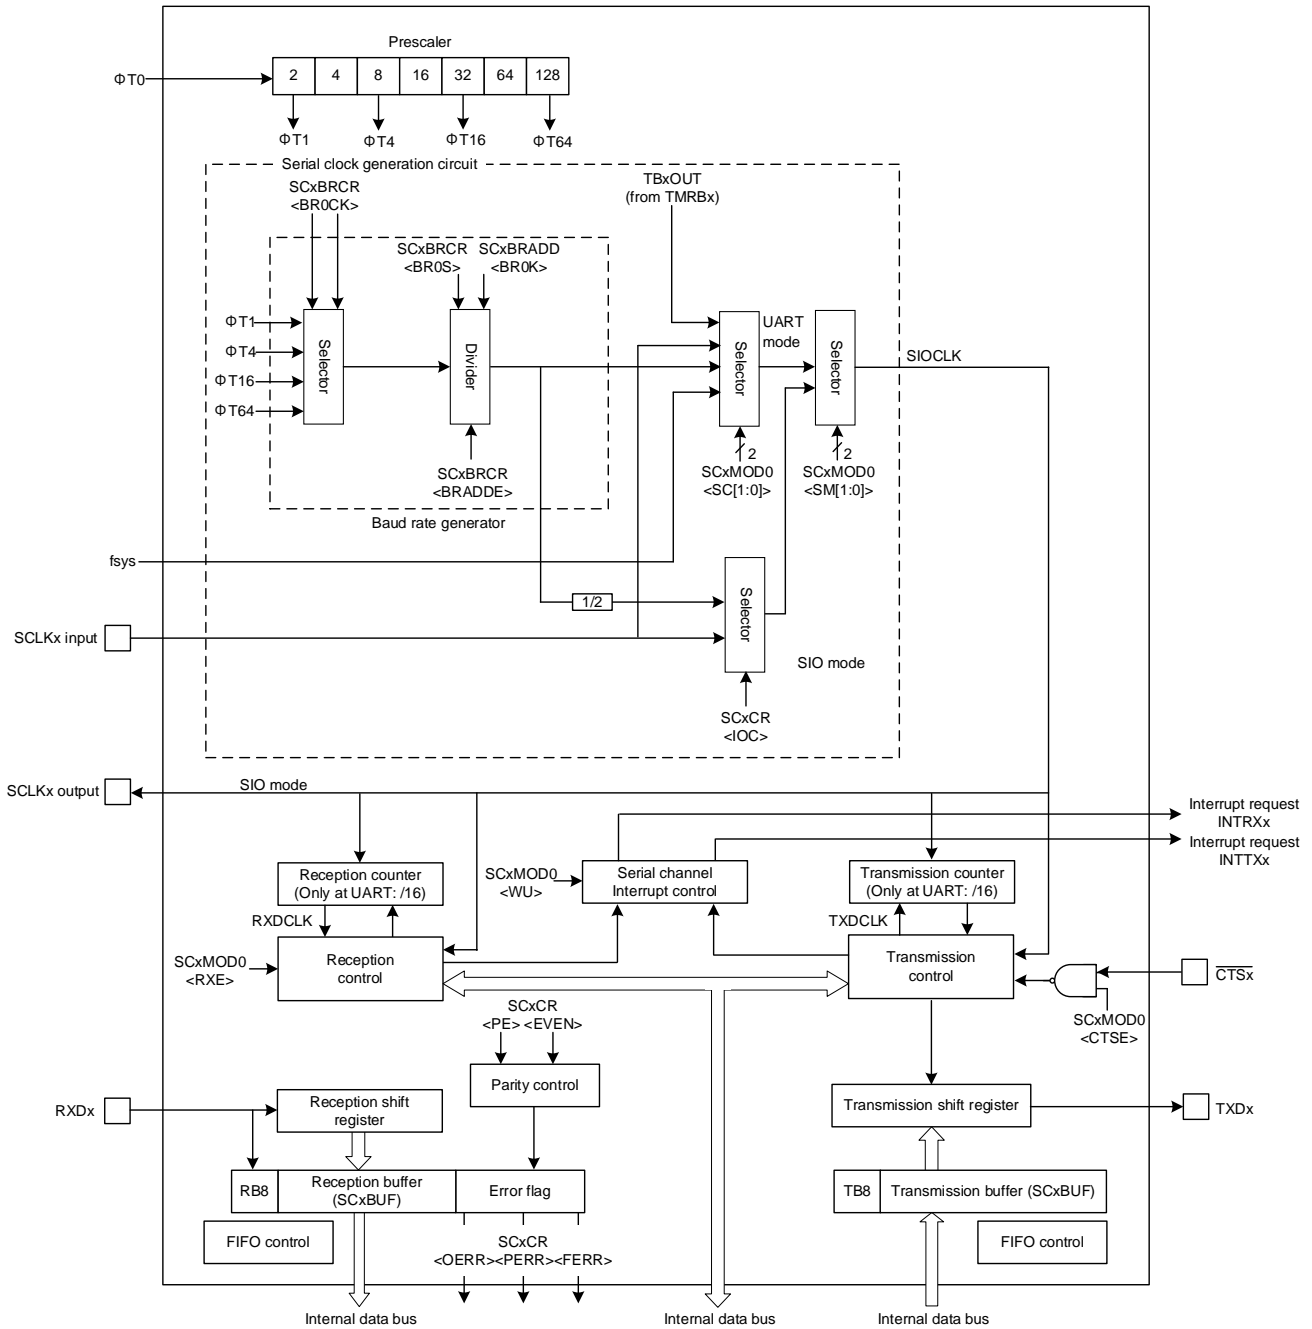 Prescaler
ΦT0
2 4 8 16 32 64 128
ΦT1 ΦT4 ΦT16 ΦT64
Serial clock generation circuit
SCxBRCR
<BR0CK>
TBxOUT
(from TMRBx)
SCxBRCR
<BR0S>
SCxBRADD
<BR0K>
ΦT1
ΦT4
ΦT16
ΦT64
Selector
Divider
Selector
UART
mode
Selector
SIOCLK
2
SCxMOD0
<SC[1:0]>
2
SCxMOD0
<SM[1:0]>
SCxBRCR
<BRADDE>
Baud rate generator
fsys
1/2
Selector
SCLKx input
SIO mode
SCxCR
<IOC>
SCLKx output
SIO mode
Interrupt request
INTRXx
Interrupt request
INTTXx
Reception counter
(Only at UART: /16)
SCxMOD0
<WU>
Serial channel
Interrupt control
Transmission counter
(Only at UART: /16)
RXDCLK
TXDCLK
SCxMOD0
<RXE>
Reception
control
Transmission
control
CTSx
SCxMOD0
<CTSE>
SCxCR
<PE> <EVEN>
Parity control
RXDx
Reception shift
register
Transmission shift register
TXDx
RB8
Reception buffer
(SCxBUF)
Error flag
TB8
Transmission buffer (SCxBUF)
FIFO control
SCxCR
<OERR><PERR><FERR>
FIFO control
Internal data bus
Internal data bus
Internal data bus